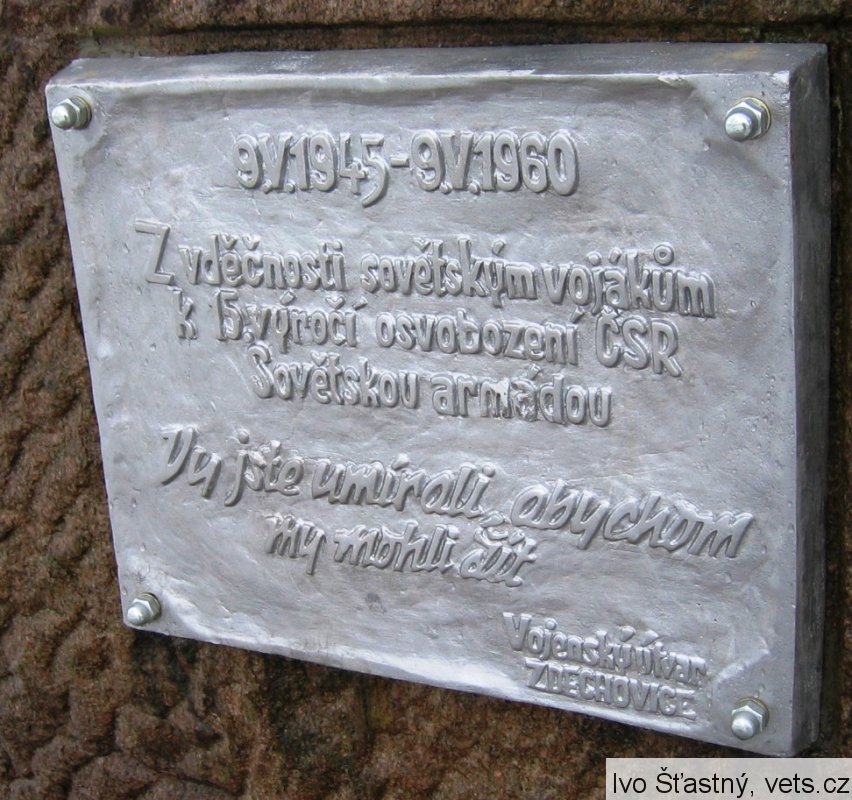 9.V.1945-9.V.1960
Z vděčnosti sovětským vojákům
k 15. výročí osvobození ČSR
Sovětskou armádou
Vy jste umírali, abychom
my mohli žít
Vojenský útvar
ZDECHOVICE
Ivo Šťastný, vets.cz